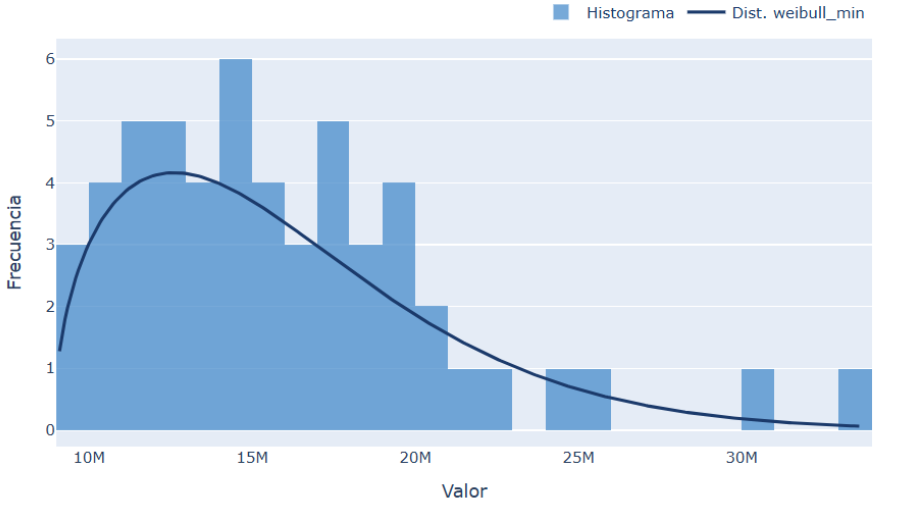 Histograma
Dist. weibull_min
Frecuencia
6
5
4
3
2
1
0
10M
15M
20M
25M
30M
Valor